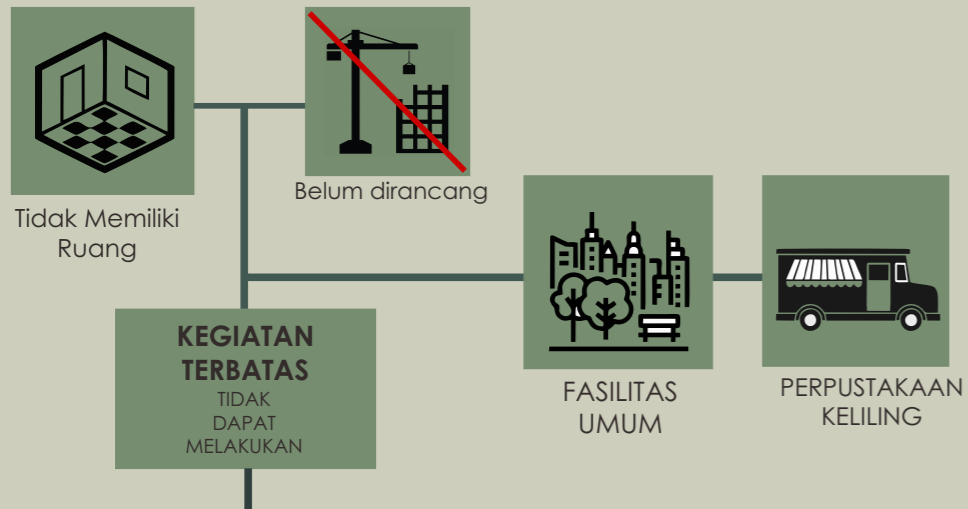 Tidak Memiliki
Ruang
Belum dirancang
KEGIATAN
TERBATAS
TIDAK
DAPAT
MELAKUKAN
FASILITAS
UMUM
PERPUSTAKAAN
KELILING